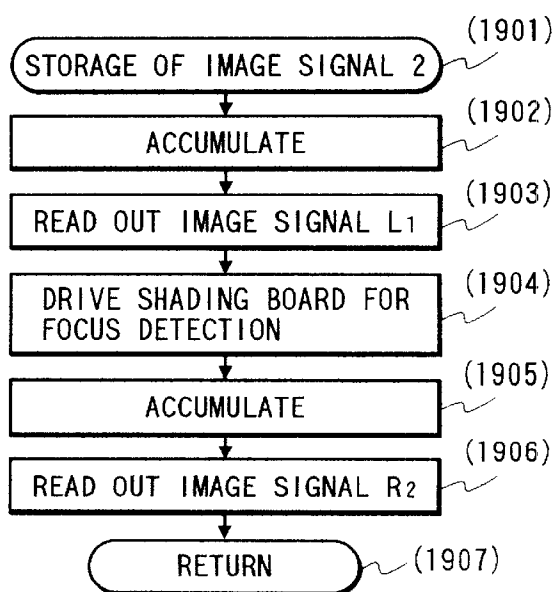 (1901)
STORAGE OF IMAGE SIGNAL 2
(1902)
ACCUMULATE
(1903)
READ OUT IMAGE SIGNAL L1
(1904)
DRIVE SHADING BOARD FOR
FOCUS DETECTION
(1905)
ACCUMULATE
(1906)
READ OUT IMAGE SIGNAL R2
RETURN
(1907)